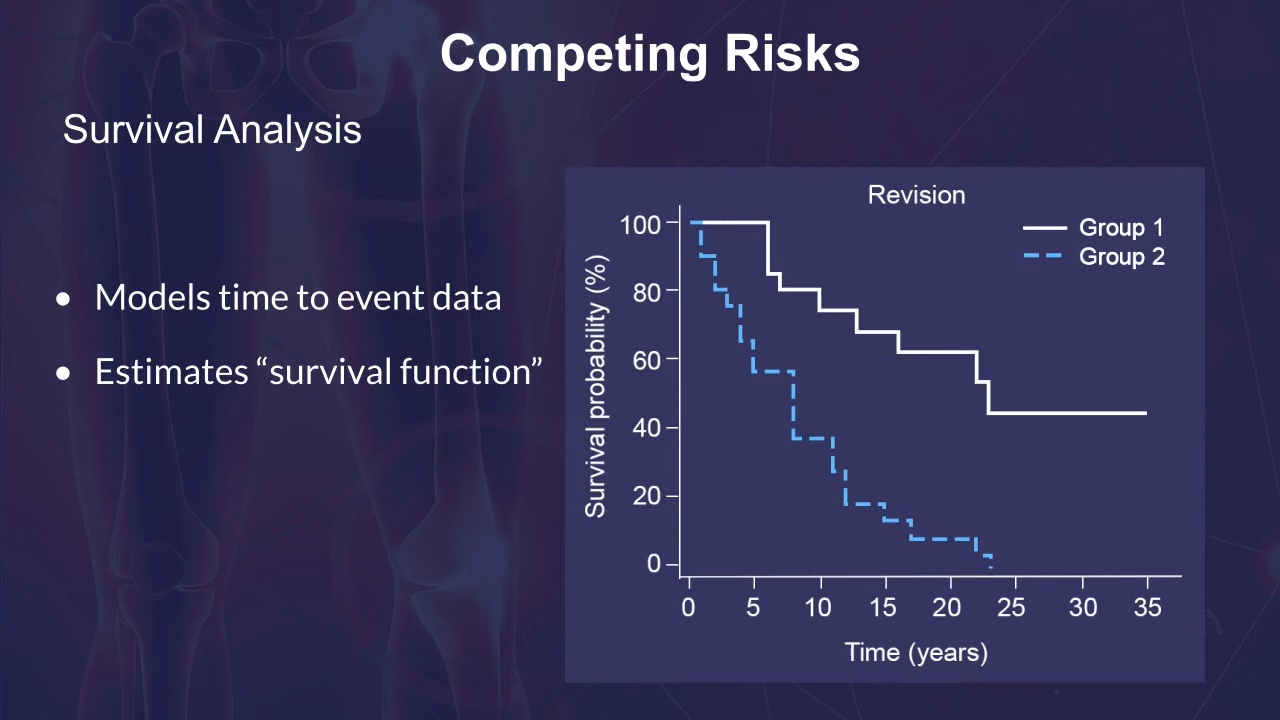 Competing Risks
Survival Analysis
• Models time to event data
• Estimates “survival function”
Revision
Group 1
Group 2
Survival probability (%)
100
80
60
40
20
0
0 5 10 15 20 25 30 35
Time (years)